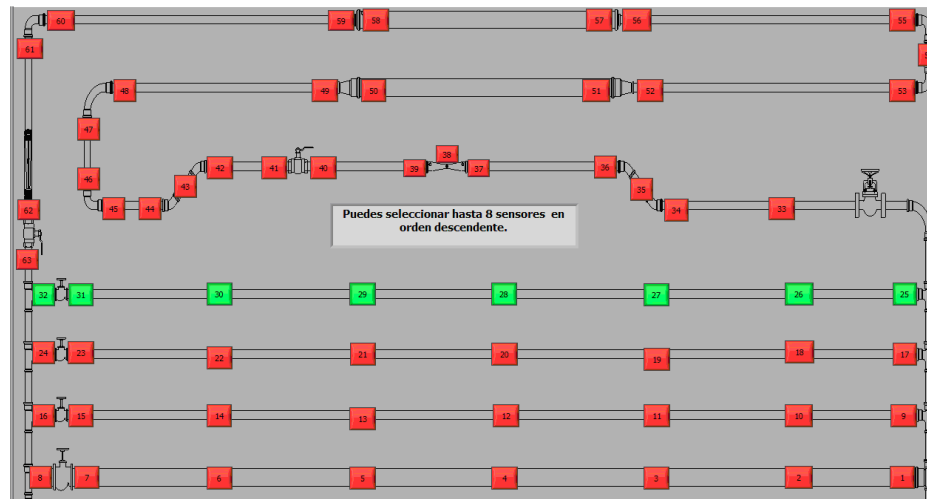 60 59 58 57 56 55
61
48 49 50 51 52 53
47
38
42 41 40 39 37 36
46 43 35
62 45 44 34 33
Puedes seleccionar hasta 8 sensores en
orden descendente.
63
32 31 30 29 28 27 26 25
24 23 22 21 20 19 18 17
16 15 14 13 12 11 10 9
8 7 6 5 4 3 2 1